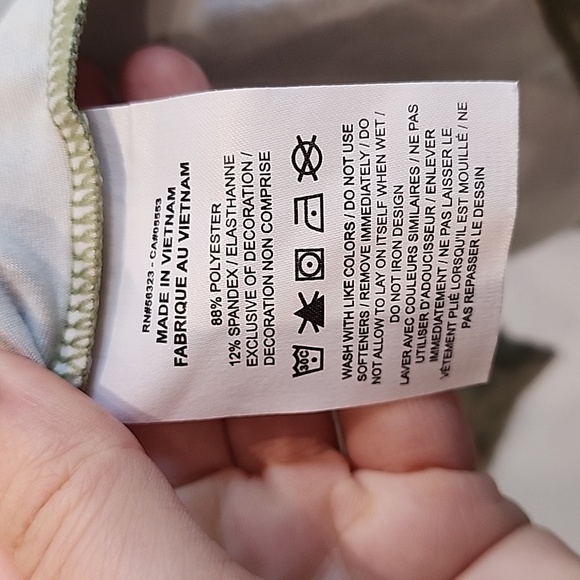 RN#56323 - CA#05553
MADE IN VIETNAM
FABRIQUE AU VIETNAM
88% POLYESTER
12% SPANDEX / ELASTHANNE
EXCLUSIVE OF DECORATION /
DECORATION NON COMPRISE
30C
WASH WITH LIKE COLORS / DO NOT USE
SOFTENERS / REMOVE IMMEDIATELY / DO
NOT ALLOW TO LAY ON ITSELF WHEN WET /
DO NOT IRON DESIGN
LAVER AVEC COULEURS SIMILAIRES / NE PAS
UTILISER D'ADOUCISSEUR / ENLEVER
IMMÉDIATEMENT / NE PAS LAISSER LE
VÊTEMENT PLIÉ LORSQU'IL EST MOUILLÉ / NE
PAS REPASSER LE DESSIN